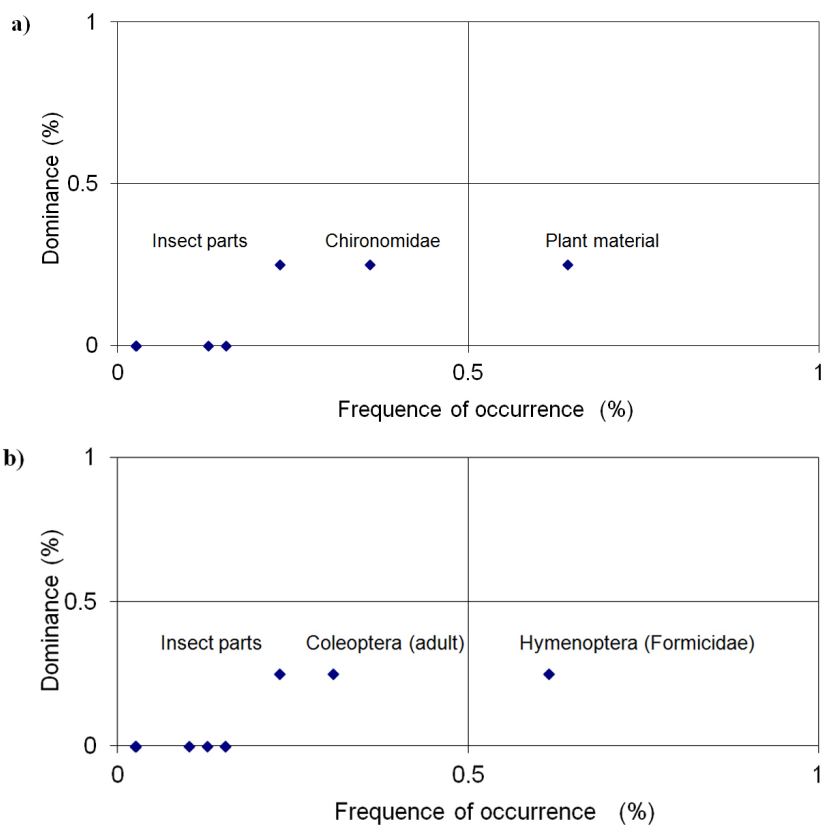 a)
1
Dominance (%)
0.5
Insect parts Chironomidae Plant material
0
0 0.5 1
Frequence of occurrence (%)
b)
1
Dominance (%)
0.5
Insect parts Coleoptera (adult) Hymenoptera (Formicidae)
0
0 0.5 1
Frequence of occurrence (%)